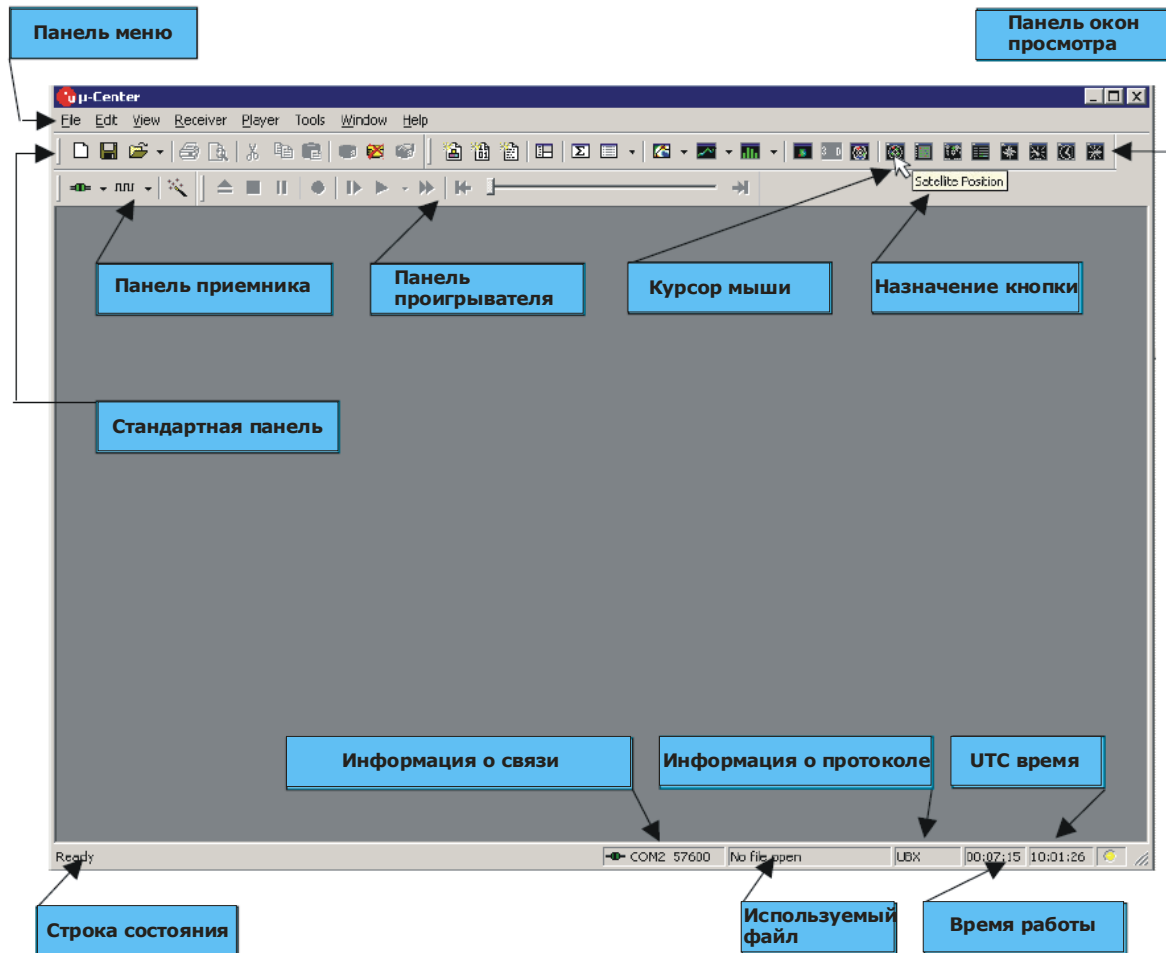 Панель меню
Панель окон
просмотра
μ-Center
File Edit View Receiver Player Tools Window Help
Satellite Position
Панель приемника
Панель
проигрывателя
Курсор мыши
Назначение кнопки
Стандартная панель
Информация о связи
Информация о протоколе
UTC время
Ready
COM2 57600
No file open
UBX
00:07:15
10:01:26
Строка состояния
Используемый
файл
Время работы